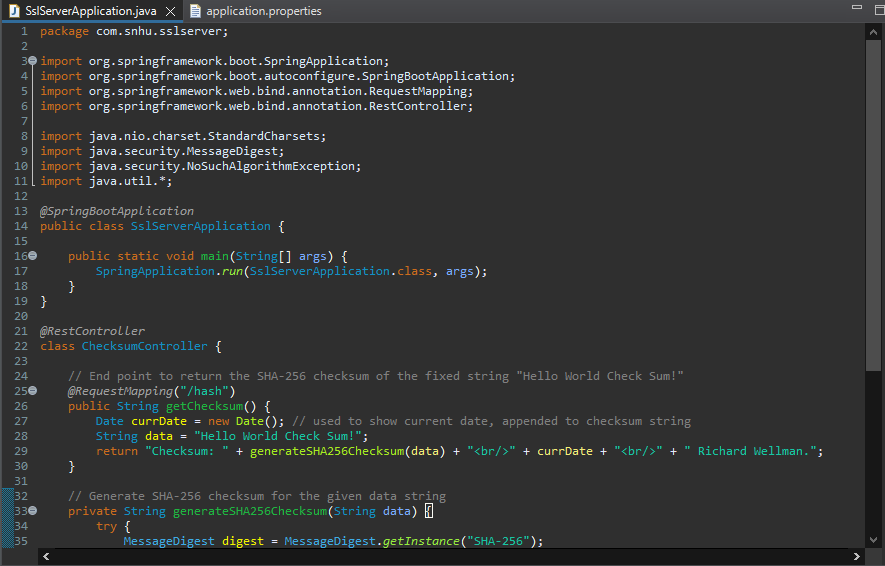 SslServerApplication.java application.properties
1 package com.snhu.sslserver;
2
3 import org.springframework.boot.SpringApplication;
4 import org.springframework.boot.autoconfigure.SpringBootApplication;
5 import org.springframework.web.bind.annotation.RequestMapping;
6 import org.springframework.web.bind.annotation.RestController;
7
8 import java.nio.charset.StandardCharsets;
9 import java.security.MessageDigest;
10 import java.security.NoSuchAlgorithmException;
11 import java.util.*;
12
13 @SpringBootApplication
14 public class SslServerApplication {
15
16     public static void main(String[] args) {
17         SpringApplication.run(SslServerApplication.class, args);
18     }
19 }
20
21 @RestController
22 class ChecksumController {
23
24     // End point to return the SHA-256 checksum of the fixed string "Hello World Check Sum!"
25     @RequestMapping("/hash")
26     public String getChecksum() {
27         Date currDate = new Date(); // used to show current date, appended to checksum string
28         String data = "Hello World Check Sum!";
29         return "Checksum: " + generateSHA256Checksum(data) + "<br/>" + currDate + "<br/>" + " Richard Wellman.";
30     }
31
32     // Generate SHA-256 checksum for the given data string
33     private String generateSHA256Checksum(String data) {
34         try {
35             MessageDigest digest = MessageDigest.getInstance("SHA-256");